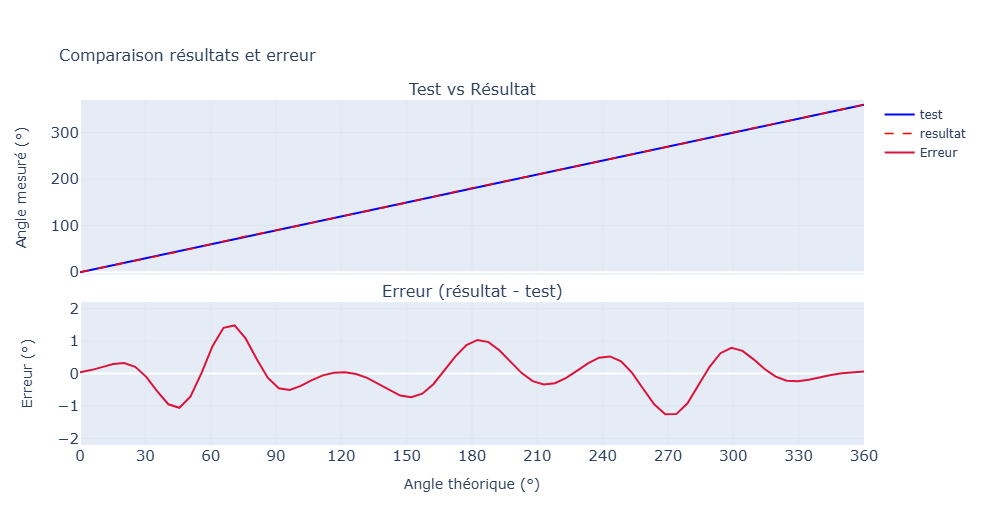 Comparaison résultats et erreur
Test vs Résultat
Angle mesuré (°)
300
200
100
0
test
resultat
Erreur
Erreur (résultat - test)
Erreur (°)
2
1
0
−1
−2
0 30 60 90 120 150 180 210 240 270 300 330 360
Angle théorique (°)